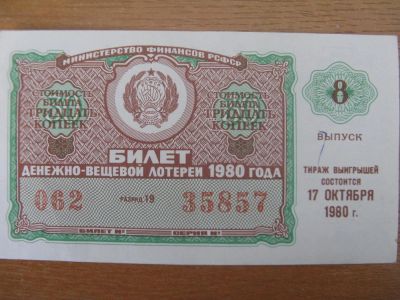 МИНИСТЕРСТВО ФИНАНСОВ РСФСР
СТОИМОСТЬ
БИЛЕТА
ТРИДЦАТЬ
КОПЕЕК
СТОИМОСТЬ
БИЛЕТА
ТРИДЦАТЬ
КОПЕЕК
8
ВЫПУСК
БИЛЕТ
ДЕНЕЖНО-ВЕЩЕВОЙ ЛОТЕРЕИ 1980 ГОДА
062 РАЗРЯД 19 35857
БИЛЕТ № СЕРИЯ №
ТИРАЖ ВЫИГРЫШЕЙ
СОСТОИТСЯ
17 ОКТЯБРЯ
1980 г.